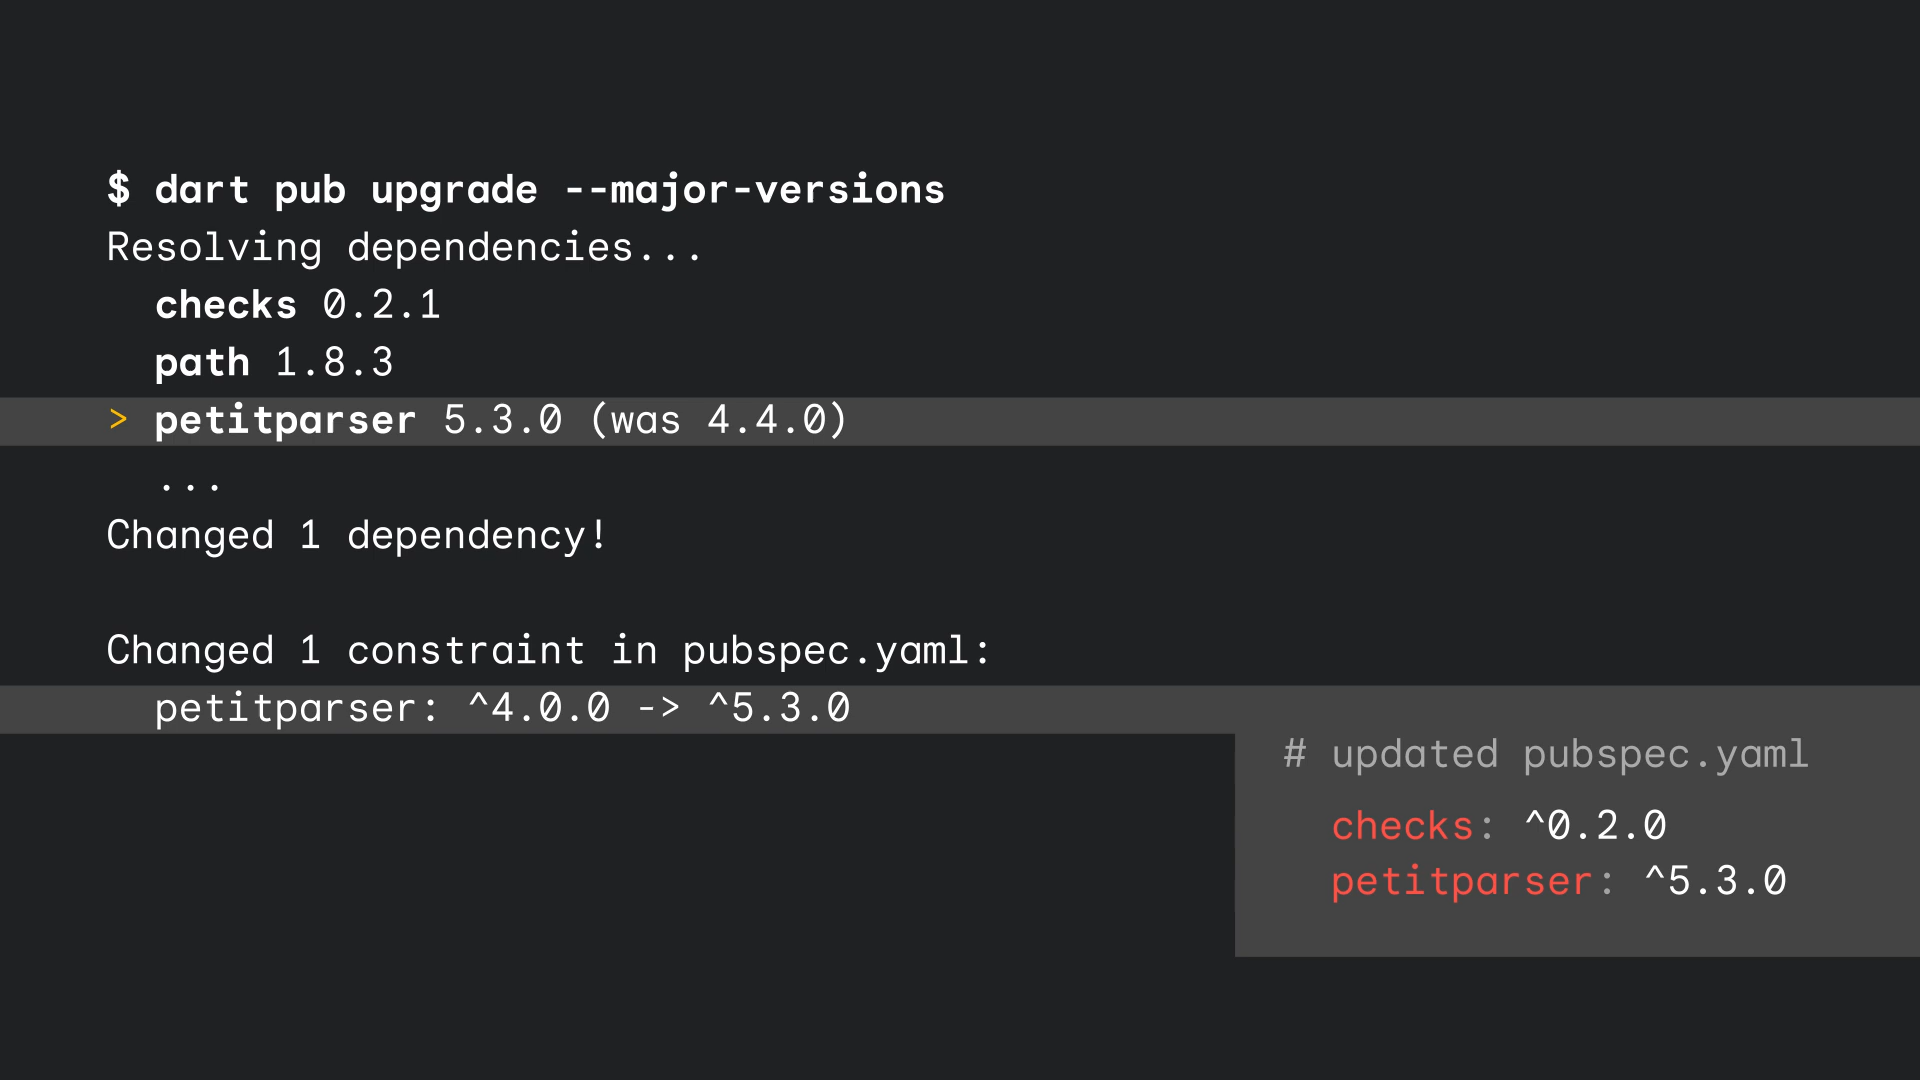 $ dart pub upgrade --major-versions
Resolving dependencies...
checks 0.2.1
path 1.8.3
> petitparser 5.3.0 (was 4.4.0)
...
Changed 1 dependency!
Changed 1 constraint in pubspec.yaml:
petitparser: ^4.0.0 -> ^5.3.0
# updated pubspec.yaml
checks: ^0.2.0
petitparser: ^5.3.0